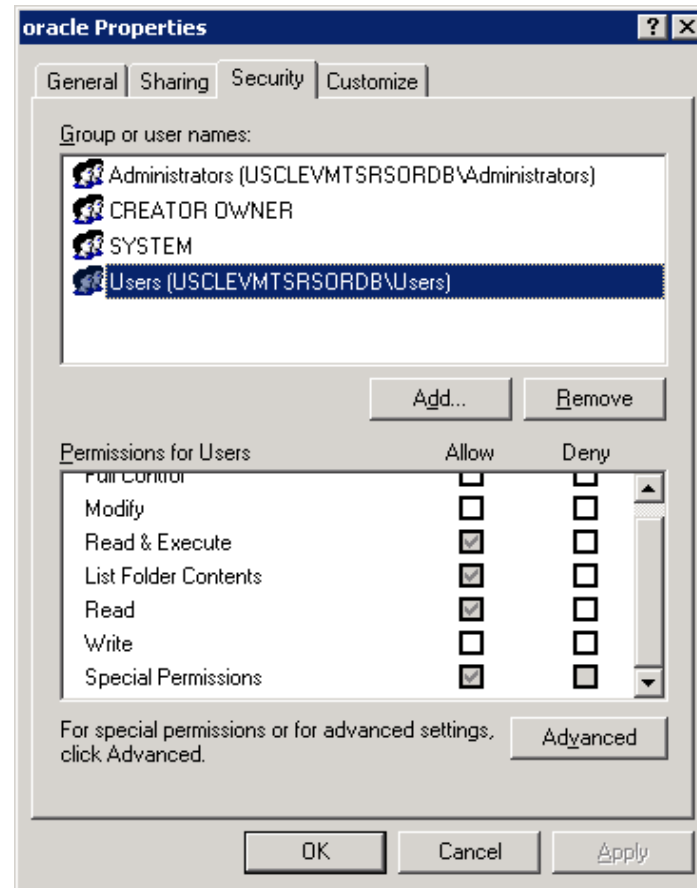 oracle Properties
General Sharing Security Customize
Group or user names:
Administrators (USCLEVMTSRSORDB\Administrators)
CREATOR OWNER
SYSTEM
Users (USCLEVMTSRSORDB\Users)
Add... Remove
Permissions for Users Allow Deny
Full Control
Modify
Read & Execute
List Folder Contents
Read
Write
Special Permissions
For special permissions or for advanced settings,
click Advanced.
Advanced
OK Cancel Apply